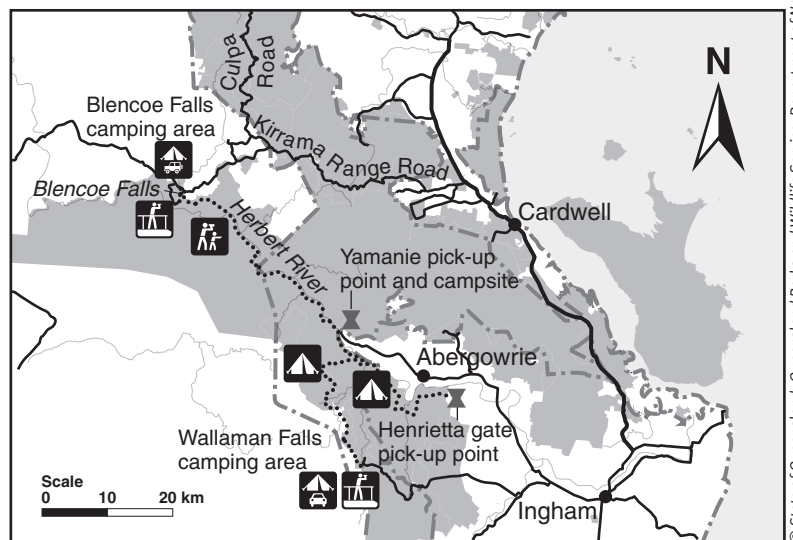 Culpa
Road
N
Blencoe Falls
camping area
Kirrama Range Road
Blencoe Falls
Herbert River
Cardwell
Yamanie pick-up
point and campsite
Abergowrie
Henrietta gate
pick-up point
Wallaman Falls
camping area
Scale
0 10 20 km
Ingham